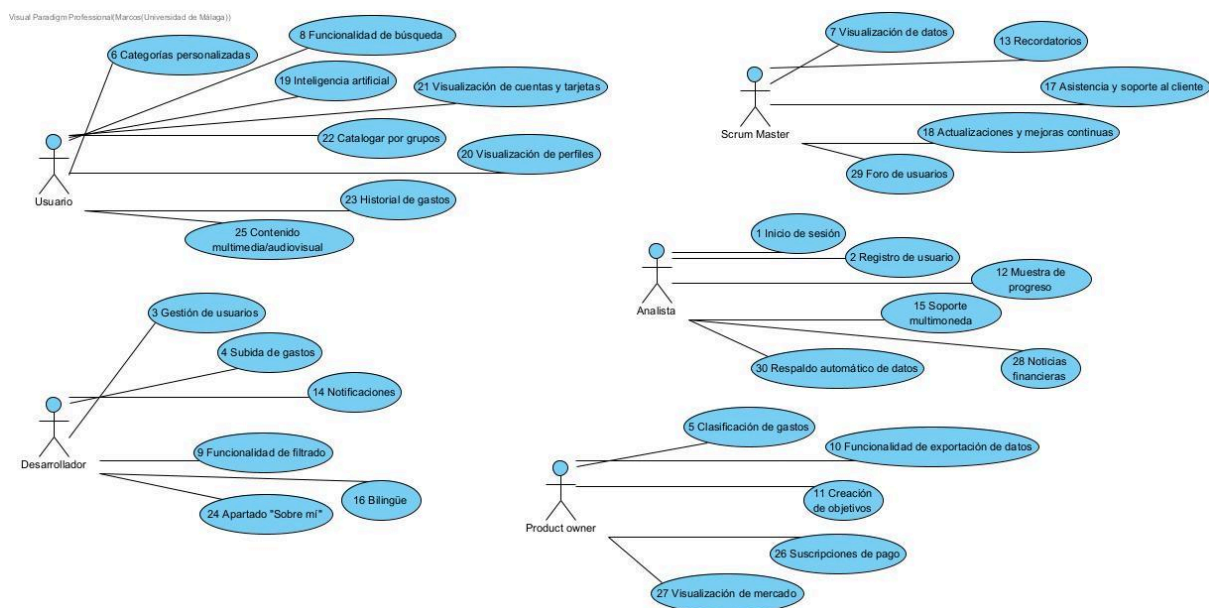 Visual Paradigm Professional(Marcos(Universidad de Málaga))
6 Categorías personalizadas
8 Funcionalidad de búsqueda
19 Inteligencia artificial
21 Visualización de cuentas y tarjetas
22 Catalogar por grupos
20 Visualización de perfiles
Usuario
23 Historial de gastos
25 Contenido
multimedia/audiovisual
7 Visualización de datos
13 Recordatorios
17 Asistencia y soporte al cliente
Scrum Master
18 Actualizaciones y mejoras continuas
29 Foro de usuarios
1 Inicio de sesión
2 Registro de usuario
12 Muestra de
progreso
Analista
15 Soporte
multimoneda
30 Respaldo automático de datos
28 Noticias
financieras
3 Gestión de usuarios
4 Subida de gastos
14 Notificaciones
Desarrollador
9 Funcionalidad de filtrado
16 Bilingüe
24 Apartado "Sobre mí"
5 Clasificación de gastos
10 Funcionalidad de exportación de datos
11 Creación
de objetivos
Product owner
26 Suscripciones de pago
27 Visualización de mercado